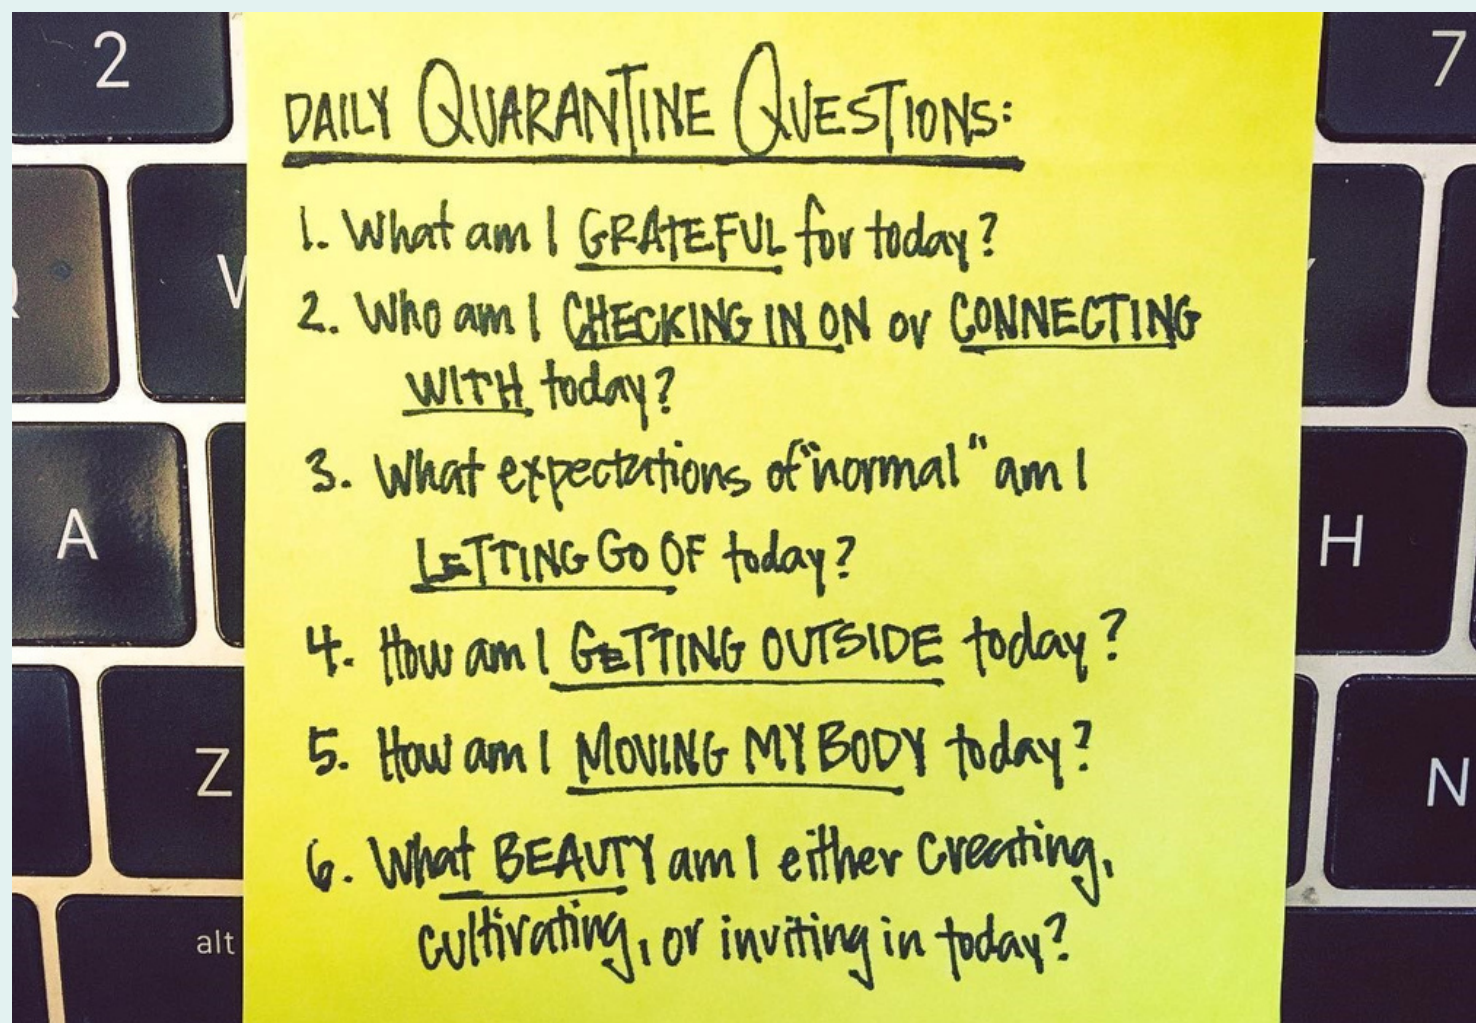 2
7
DAILY QUARANTINE QUESTIONS:
1. What am I GRATEFUL for today?
W
2. Who am I CHECKING IN ON or CONNECTING
WITH today?
3. What expectations of "normal" am I
A
LETTING GO OF today?
H
4. How am I GETTING OUTSIDE today?
5. How am I MOVING MY BODY today?
Z
N
6. What BEAUTY am I either creating,
cultivating, or inviting in today?
alt